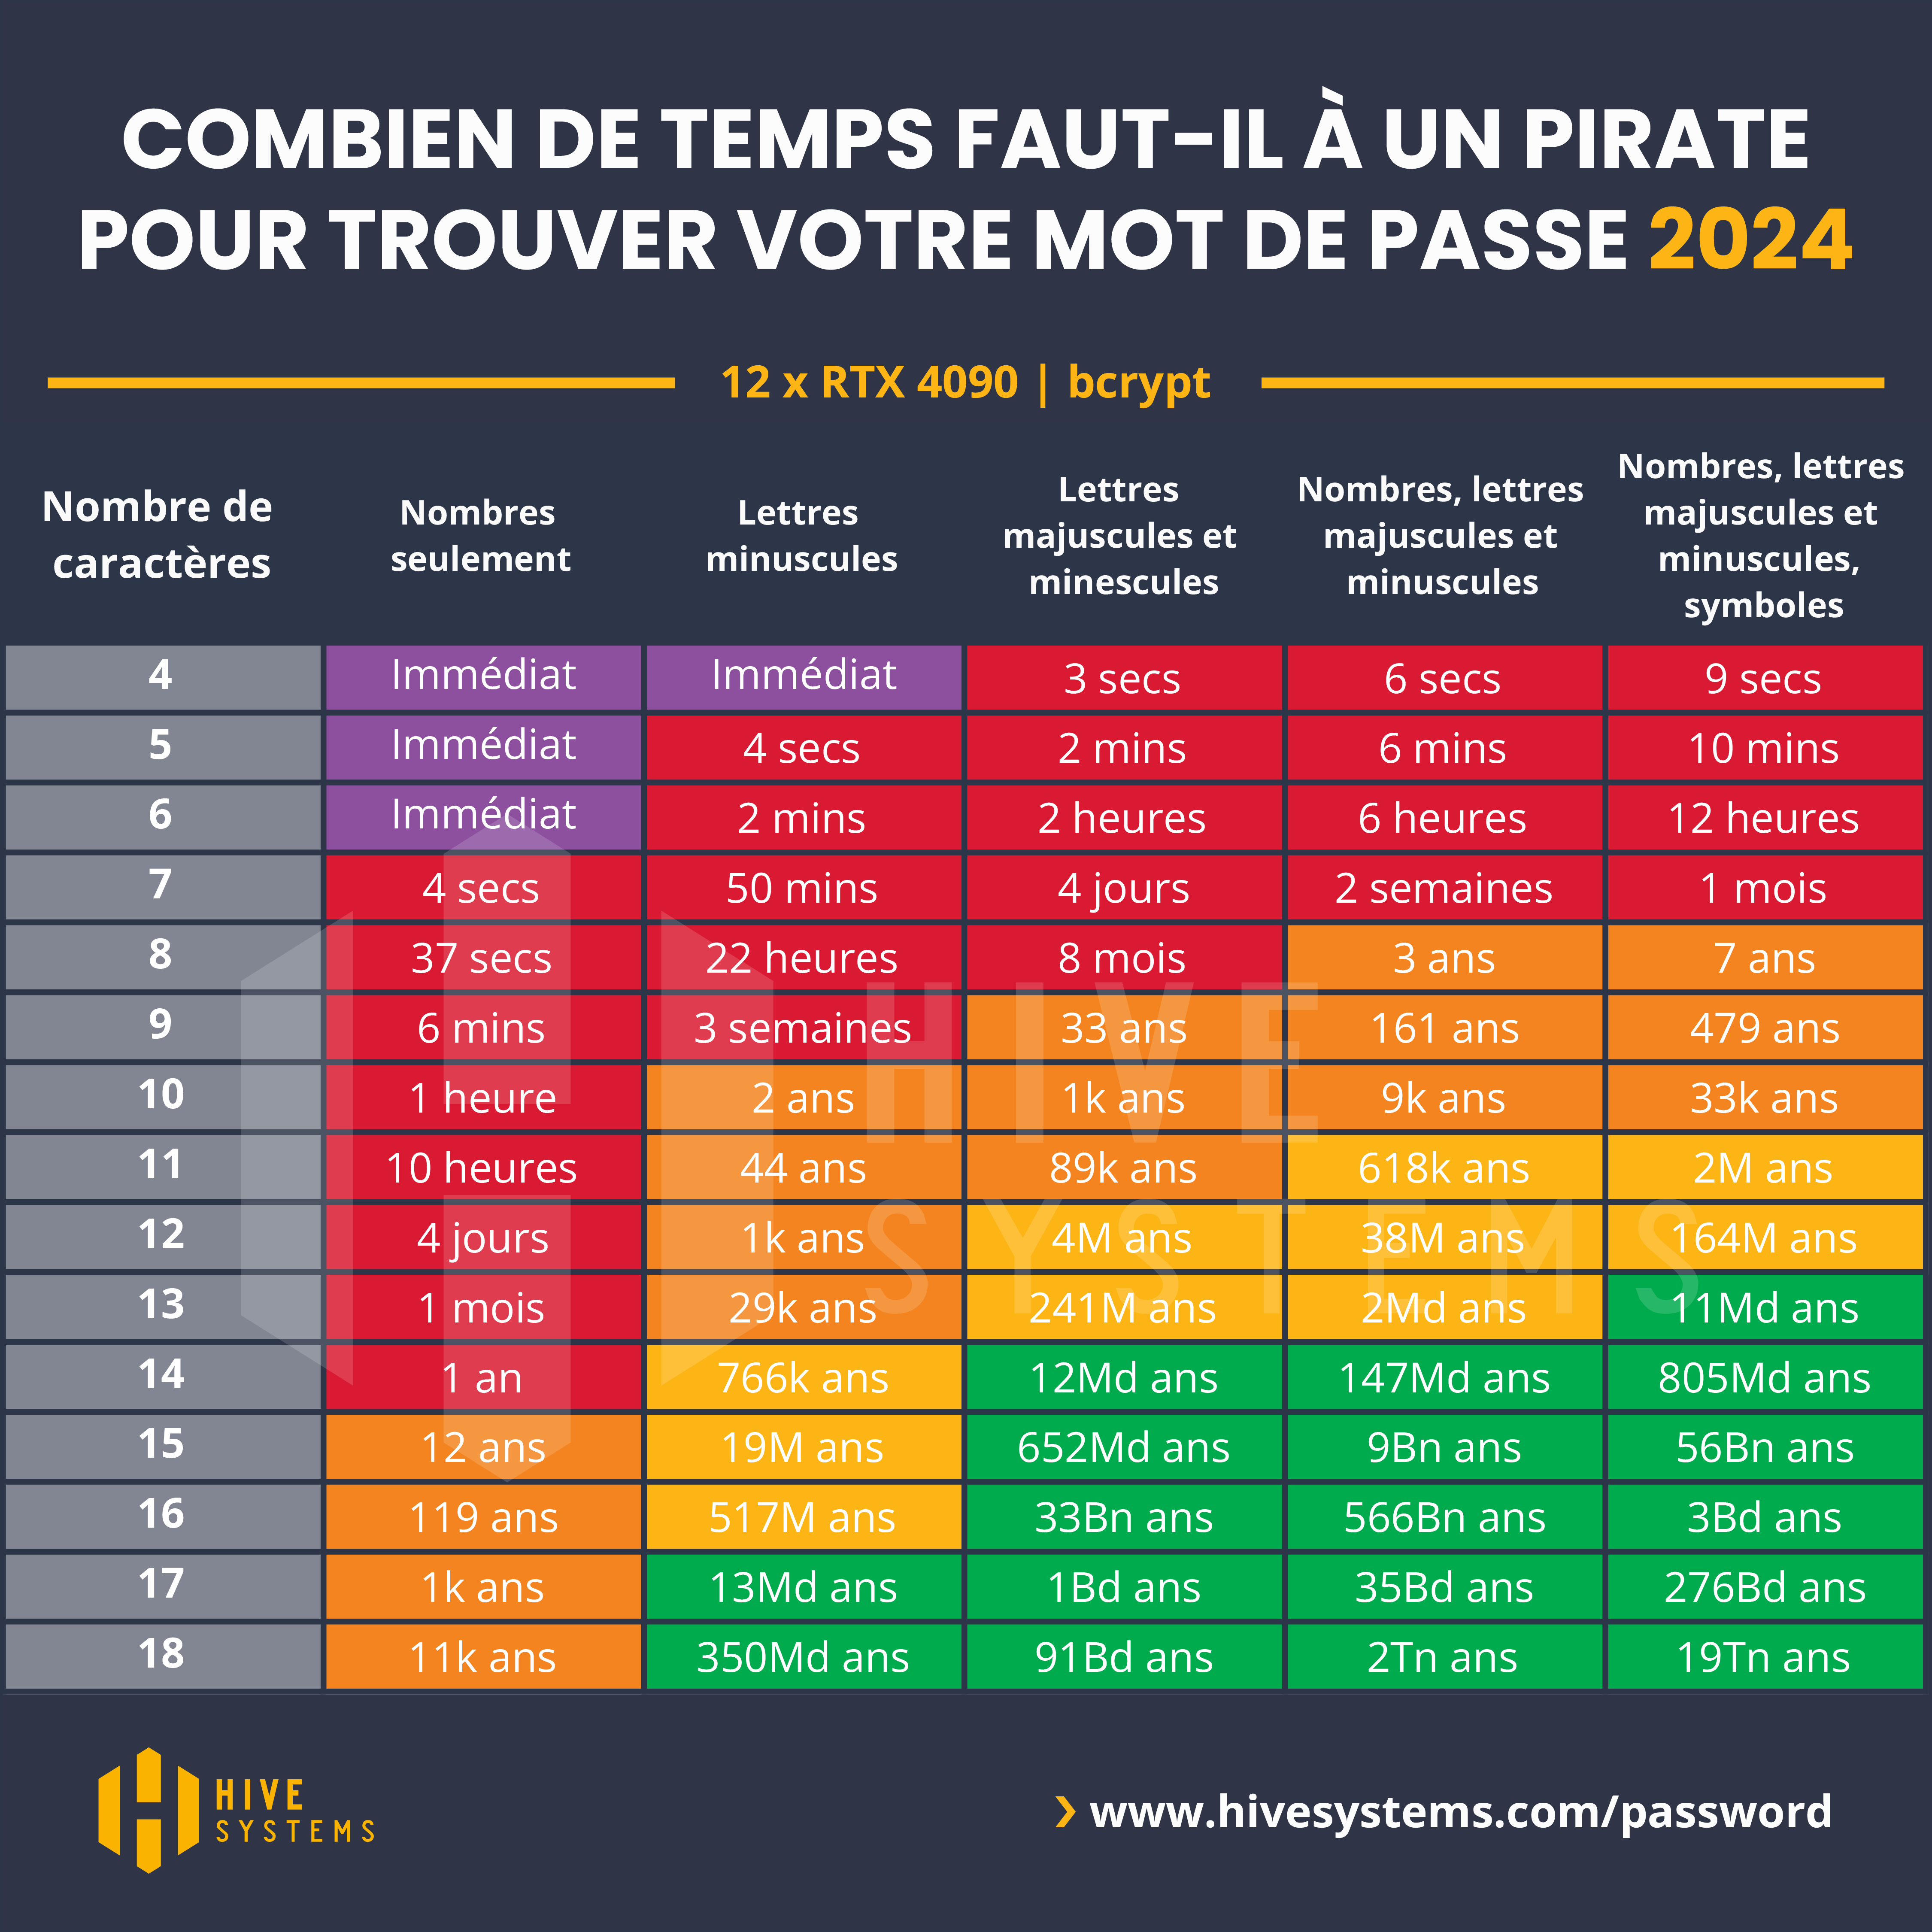 COMBIEN DE TEMPS FAUT-IL À UN PIRATE
POUR TROUVER VOTRE MOT DE PASSE 2024
12 x RTX 4090 | bcrypt
Nombre de
caractères
Nombres
seulement
Lettres
minuscules
Lettres
majuscules et
minescules
Nombres, lettres
majuscules et
minuscules
Nombres, lettres
majuscules et
minuscules,
symboles
4 Immédiat Immédiat 3 secs 6 secs 9 secs
5 Immédiat 4 secs 2 mins 6 mins 10 mins
6 Immédiat 2 mins 2 heures 6 heures 12 heures
7 4 secs 50 mins 4 jours 2 semaines 1 mois
8 37 secs 22 heures 8 mois 3 ans 7 ans
9 6 mins 3 semaines 33 ans 161 ans 479 ans
10 1 heure 2 ans 1k ans 9k ans 33k ans
11 10 heures 44 ans 89k ans 618k ans 2M ans
12 4 jours 1k ans 4M ans 38M ans 164M ans
13 1 mois 29k ans 241M ans 2Md ans 11Md ans
14 1 an 766k ans 12Md ans 147Md ans 805Md ans
15 12 ans 19M ans 652Md ans 9Bn ans 56Bn ans
16 119 ans 517M ans 33Bn ans 566Bn ans 3Bd ans
17 1k ans 13Md ans 1Bd ans 35Bd ans 276Bd ans
18 11k ans 350Md ans 91Bd ans 2Tn ans 19Tn ans
HIVE
SYSTEMS
HIVE
SYSTEMS
www.hivesystems.com/password